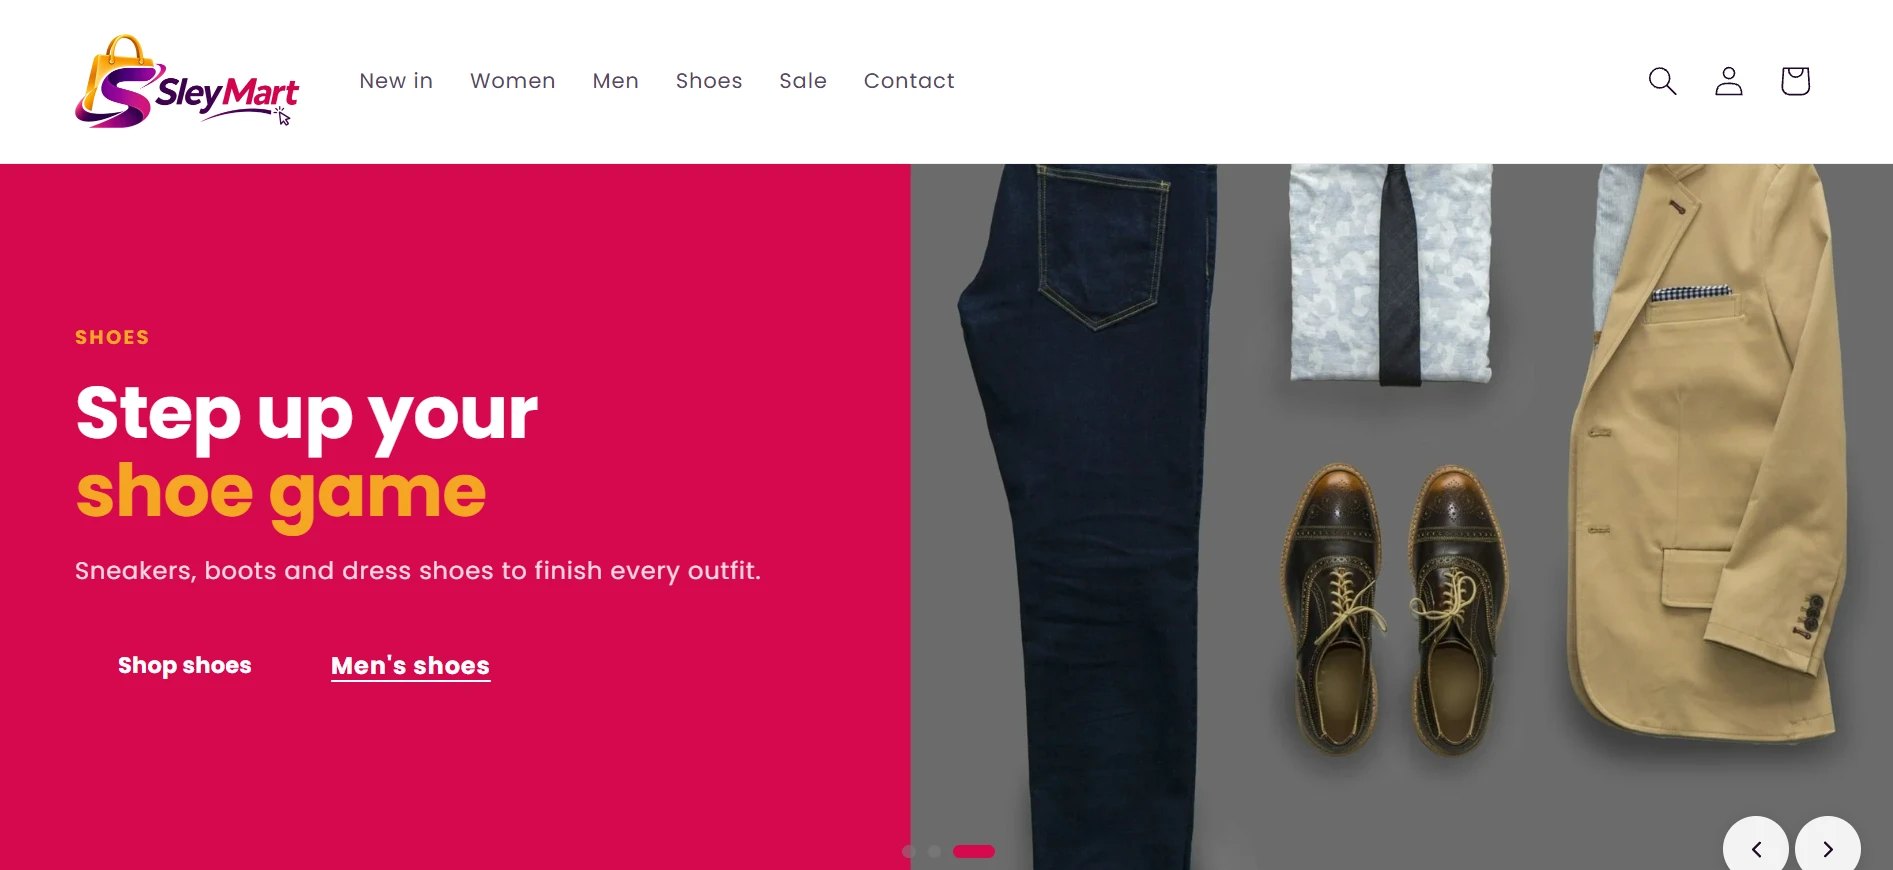 SleyMart
New in Women Men Shoes Sale Contact
SHOES
Step up your
shoe game
Sneakers, boots and dress shoes to finish every outfit.
Shop shoes Men's shoes